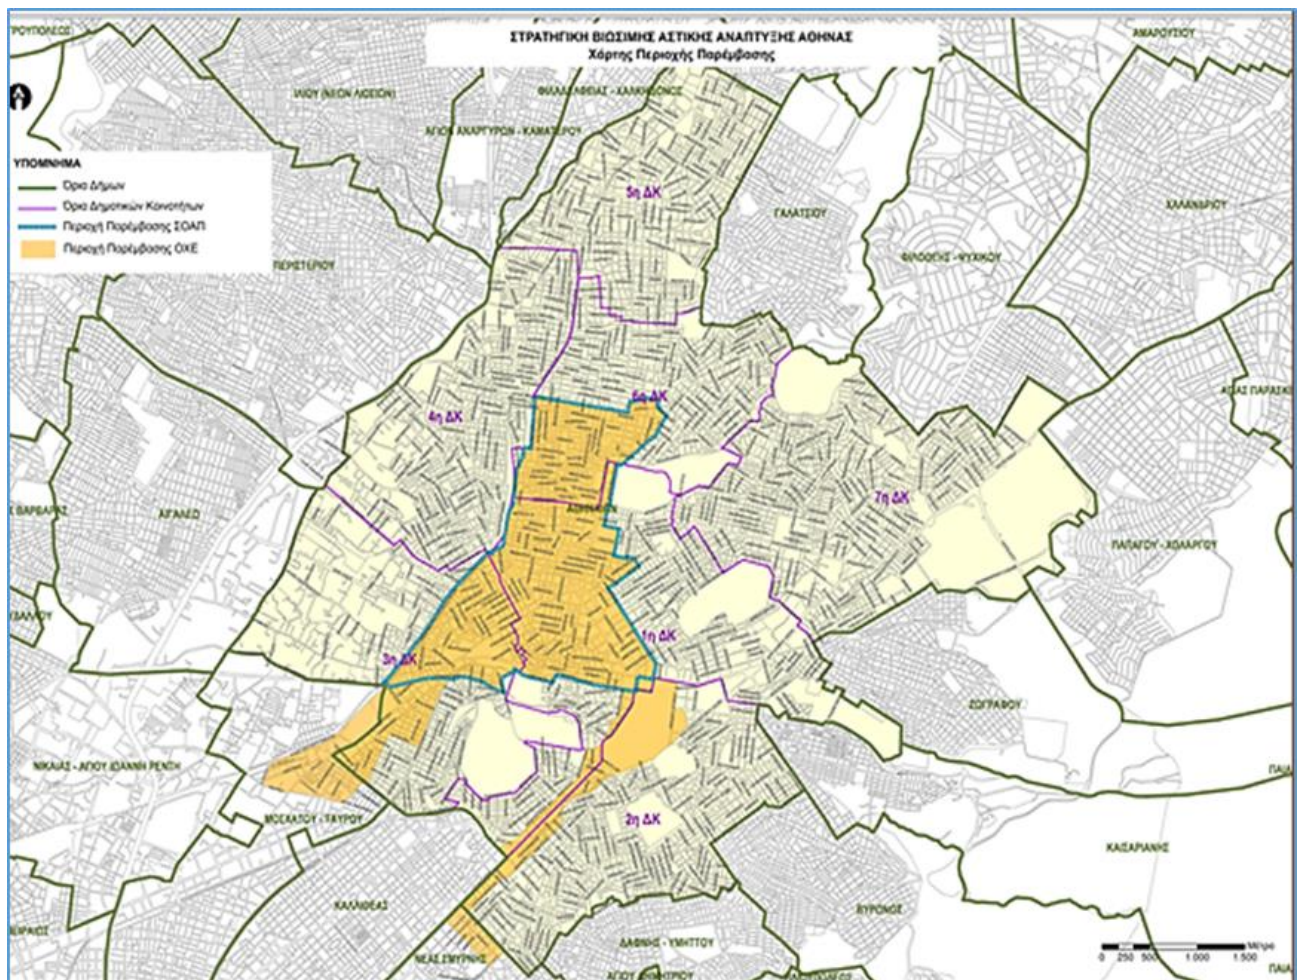 ΣΤΡΑΤΗΓΙΚΗ ΒΙΩΣΙΜΗΣ ΑΣΤΙΚΗΣ ΑΝΑΠΤΥΞΗΣ ΑΘΗΝΑΣ
Χάρτης Περιοχής Παρέμβασης
ΑΜΑΡΟΥΣΙΟΥ
ΙΛΙΟΥ (ΝΕΩΝ ΛΙΟΣΙΩΝ)
ΦΙΛΑΔΕΛΦΕΙΑΣ - ΧΑΛΚΗΔΟΝΟΣ
ΑΓΙΩΝ ΑΝΑΡΓΥΡΩΝ - ΚΑΜΑΤΕΡΟΥ
ΥΠΟΜΝΗΜΑ
Όρια Δήμων
Όρια Δημοτικών Κοινοτήτων
Περιοχή Παρέμβασης ΣΟΑΠ
Περιοχή Παρέμβασης ΟΧΕ
5η ΔΚ
ΓΑΛΑΤΣΙΟΥ
ΧΑΛΑΝΔΡΙΟΥ
ΦΙΛΟΘΕΗΣ - ΨΥΧΙΚΟΥ
ΠΕΡΙΣΤΕΡΙΟΥ
6η ΔΚ
4η ΔΚ
7η ΔΚ
ΑΘΗΝΑΙΩΝ
ΑΙΓΑΛΕΩ
ΠΑΠΑΓΟΥ - ΧΟΛΑΡΓΟΥ
1η ΔΚ
3η ΔΚ
ΖΩΓΡΑΦΟΥ
ΝΙΚΑΙΑΣ - ΑΓΙΟΥ ΙΩΑΝΝΗ ΡΕΝΤΗ
ΜΟΣΧΑΤΟΥ - ΤΑΥΡΟΥ
2η ΔΚ
ΚΑΙΣΑΡΙΑΝΗΣ
ΚΑΛΛΙΘΕΑΣ
ΒΥΡΩΝΟΣ
ΔΑΦΝΗΣ - ΥΜΗΤΤΟΥ
ΝΕΑΣ ΣΜΥΡΝΗΣ
ΑΓΙΟΥ ΔΗΜΗΤΡΙΟΥ
Μέτρα
0 250 500 1.000 1.500